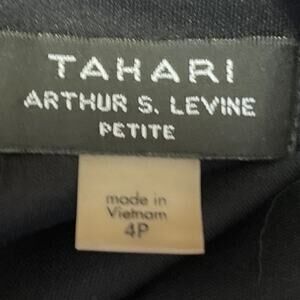 TAHARI
ARTHUR S. LEVINE
PETITE
made in
Vietnam
4P